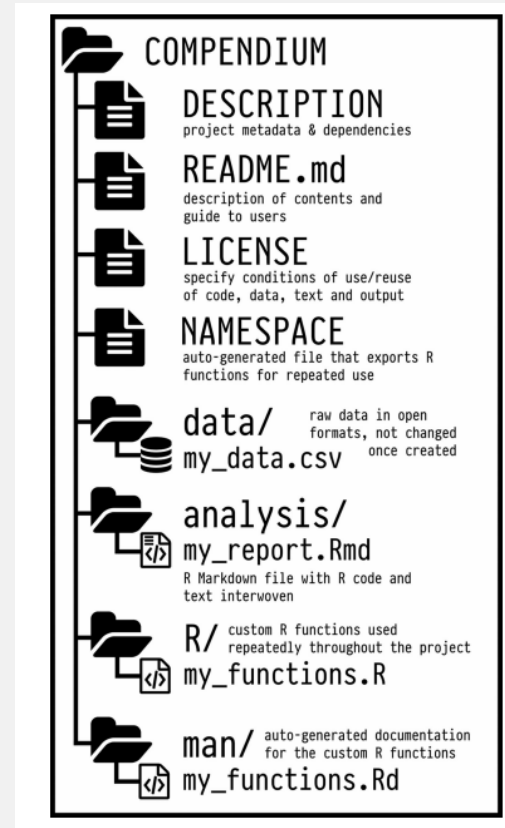 COMPENDIUM
DESCRIPTION
project metadata & dependencies
README.md
description of contents and
guide to users
LICENSE
specify conditions of use/reuse
of code, data, text and output
NAMESPACE
auto-generated file that exports R
functions for repeated use
data/
raw data in open
formats, not changed
once created
my_data.csv
analysis/
</>
my_report.Rmd
R Markdown file with R code and
text interwoven
R/
custom R functions used
repeatedly throughout the project
</>
my_functions.R
man/
auto-generated documentation
for the custom R functions
</>
my_functions.Rd